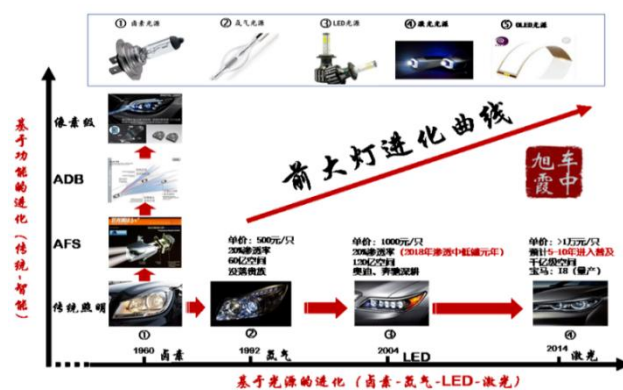 ① 卤素光源
② 氙气光源
③ LED光源
④ 激光光源
⑤ OLED光源
前大灯进化曲线
旭霞
车中
基于功能的进化（传统-智能）
像素级
ADB
AFS
传统照明
单价：500元/只
20%渗透率
60亿空间
没落贵族
单价：1000元/只
20%渗透率（2018年渗透中低端元年）
120亿空间
奥迪、奔驰深耕
单价：>1万元/只
预计5-10年进入普及
千亿级空间
宝马：I8（量产）
①
②
③
④
1960
卤素
1992
氙气
2004
LED
2014
激光
基于光源的进化（卤素-氙气-LED-激光）